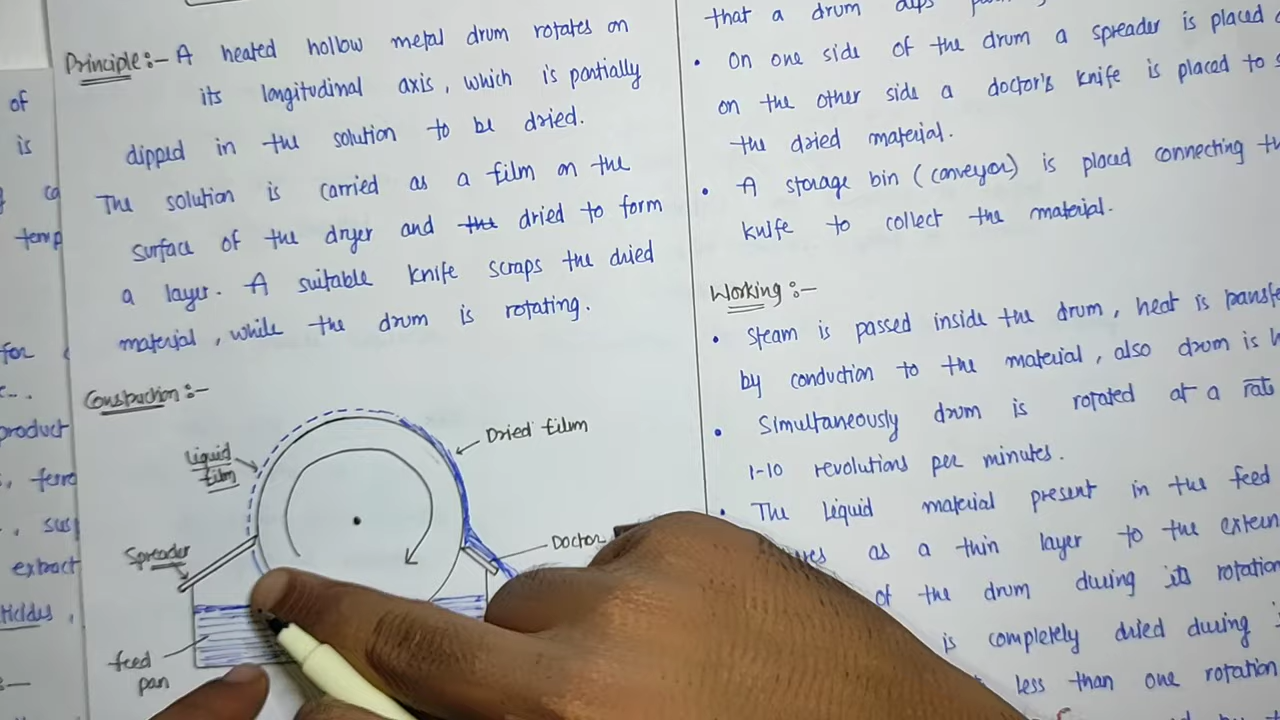 of
is
temp
for
product
ferro
extract
Principle:- A heated hollow metal drum rotates on
its longitudinal axis, which is partially
dipped in the solution to be dried.
The solution is carried as a film on the
surface of the dryer and the dried to form
a layer. A suitable knife scraps the dried
material, while the drum is rotating.
Construction:-
Liquid
film
Dried film
Spreader
Doctor
feed
pan
that a drum dips
• On one side of the drum a spreader is placed
on the other side a doctor's knife is placed to
the dried material.
• A storage bin (conveyor) is placed connecting
knife to collect the material.
Working:-
• Steam is passed inside the drum, heat is
by conduction to the material, also drum is
• Simultaneously drum is rotated at a rate
1-10 revolutions per minutes.
• The Liquid material present in the feed
as a thin layer to the
of the drum during its rotation
is completely dried during
less than one rotation